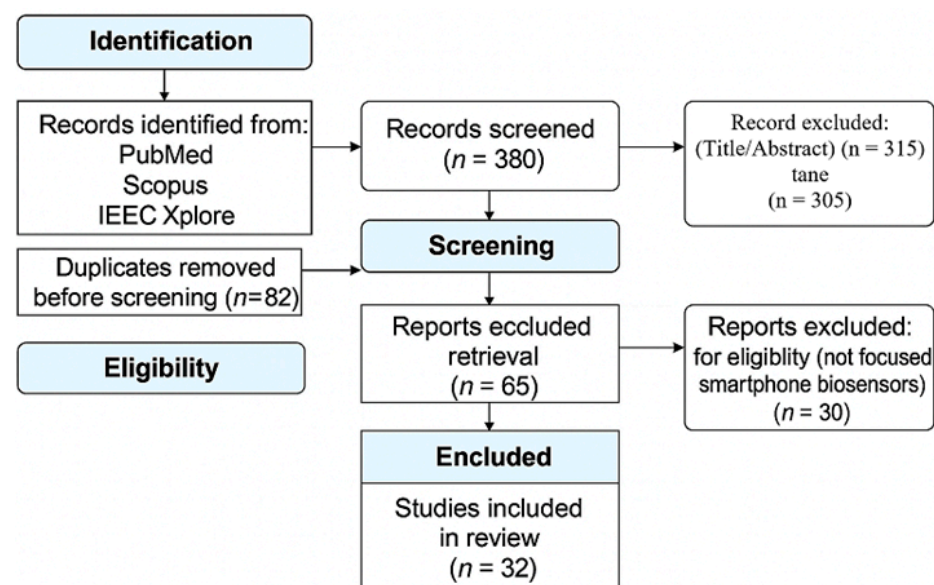 Identification
Records identified from:
PubMed
Scopus
IEEC Xplore
Records screened
(n = 380)
Record excluded:
(Title/Abstract) (n = 315)
tane
(n = 305)
Screening
Duplicates removed
before screening (n=82)
Reports eccluded
retrieval
(n = 65)
Reports excluded:
for eligiblity (not focused
smartphone biosensors)
(n = 30)
Eligibility
Encluded
Studies included
in review
(n = 32)